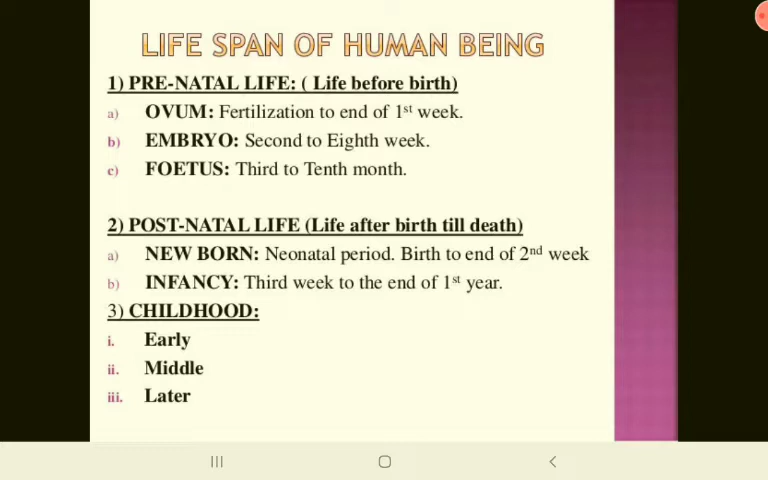 LIFE SPAN OF HUMAN BEING
1) PRE-NATAL LIFE: ( Life before birth)
a) OVUM: Fertilization to end of 1st week.
b) EMBRYO: Second to Eighth week.
c) FOETUS: Third to Tenth month.
2) POST-NATAL LIFE (Life after birth till death)
a) NEW BORN: Neonatal period. Birth to end of 2nd week
b) INFANCY: Third week to the end of 1st year.
3) CHILDHOOD:
i. Early
ii. Middle
iii. Later